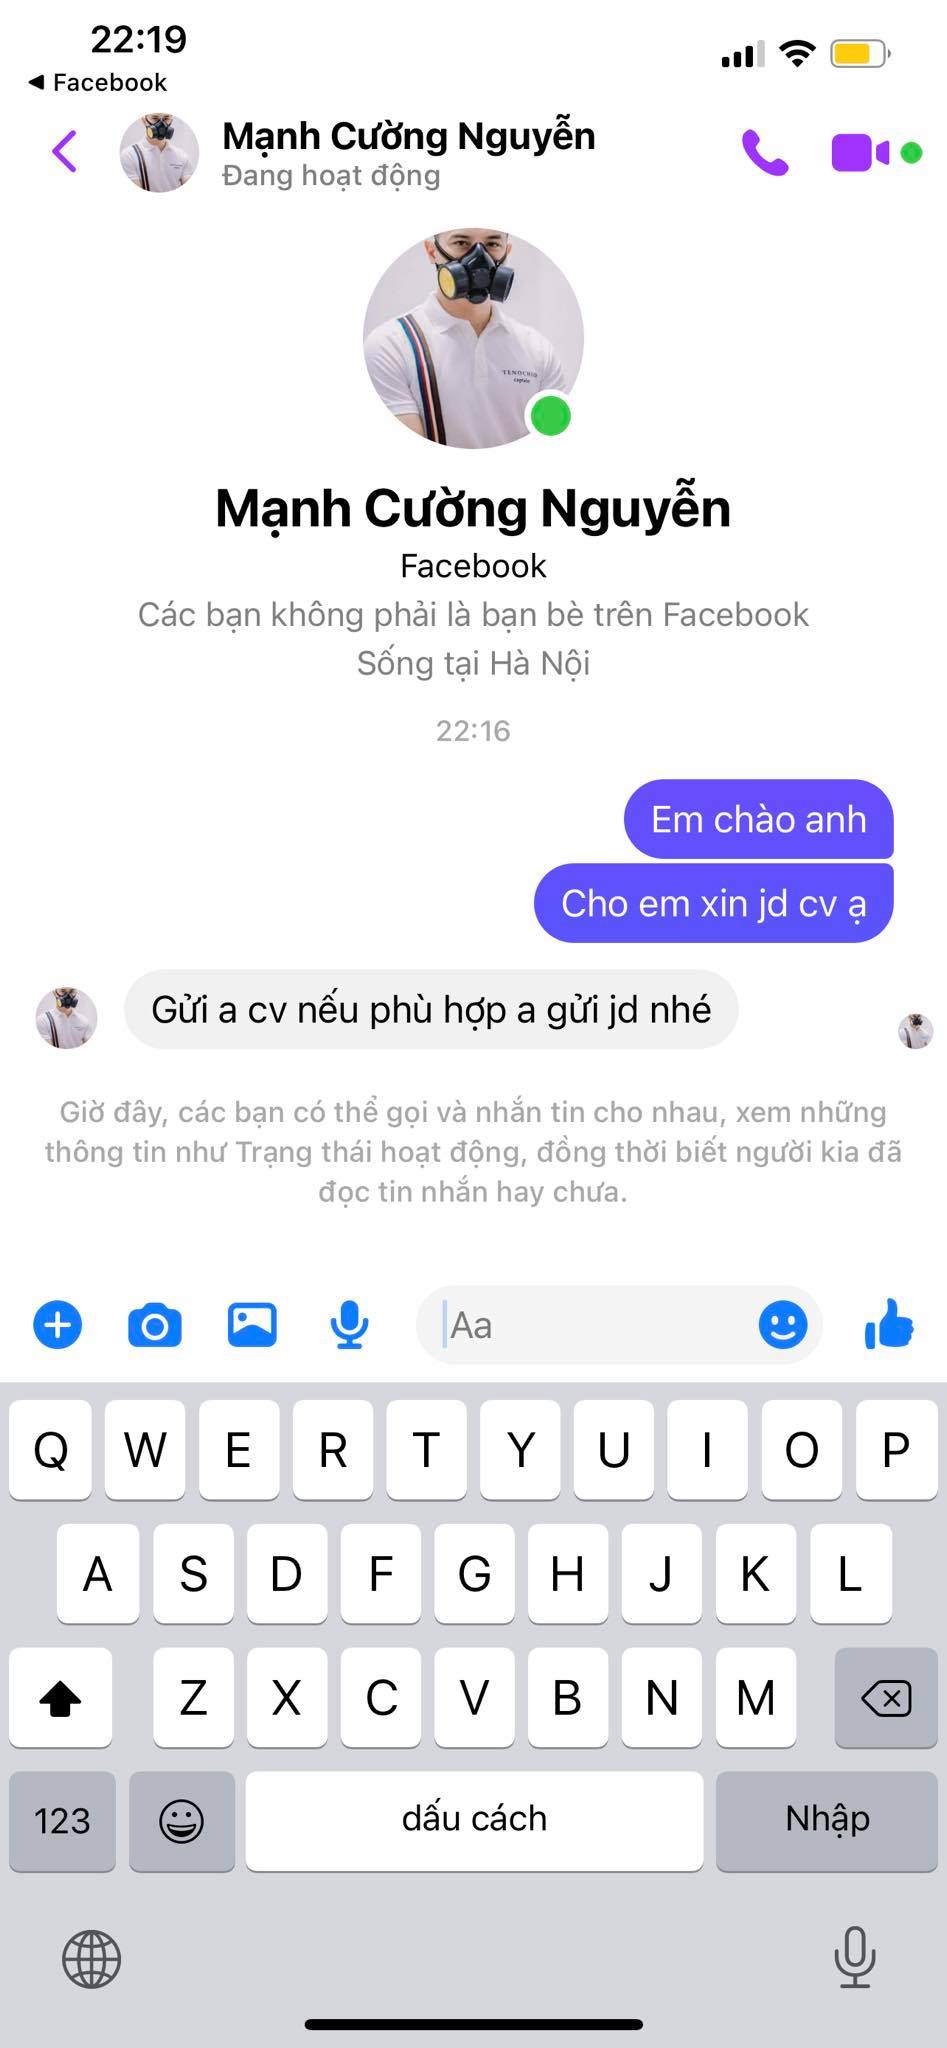 22:19
Facebook
Mạnh Cường Nguyễn
Đang hoạt động
TENOCHID
captain
Mạnh Cường Nguyễn
Facebook
Các bạn không phải là bạn bè trên Facebook
Sống tại Hà Nội
22:16
Em chào anh
Cho em xin jd cv ạ
Gửi a cv nếu phù hợp a gửi jd nhé
Giờ đây, các bạn có thể gọi và nhắn tin cho nhau, xem những
thông tin như Trạng thái hoạt động, đồng thời biết người kia đã
đọc tin nhắn hay chưa.
Aa
Q W E R T Y U I O P
A S D F G H J K L
Z X C V B N M
123 dấu cách Nhập